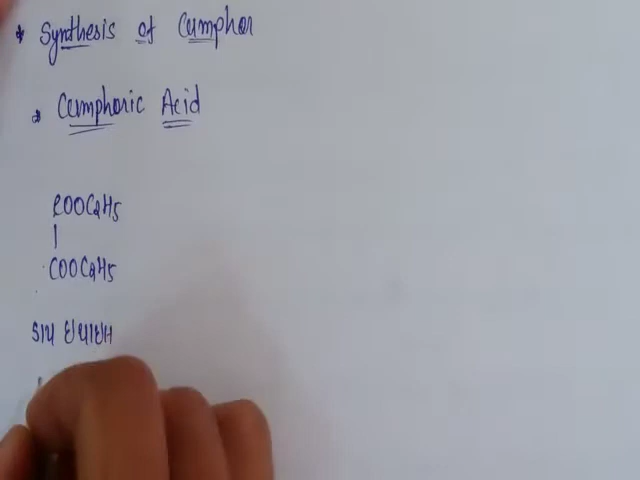 * Synthesis of Camphor
* Camphoric Acid
COOC2H5
|
COOC2H5